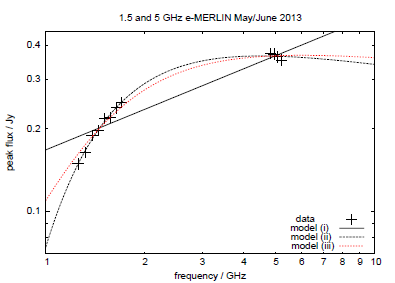 1.5 and 5 GHz e-MERLIN May/June 2013
0.4
0.3
0.2
0.1
peak flux / Jy
data
model (i)
model (ii)
model (iii)
1 2 3 4 5 6 7 8 9 10
frequency / GHz